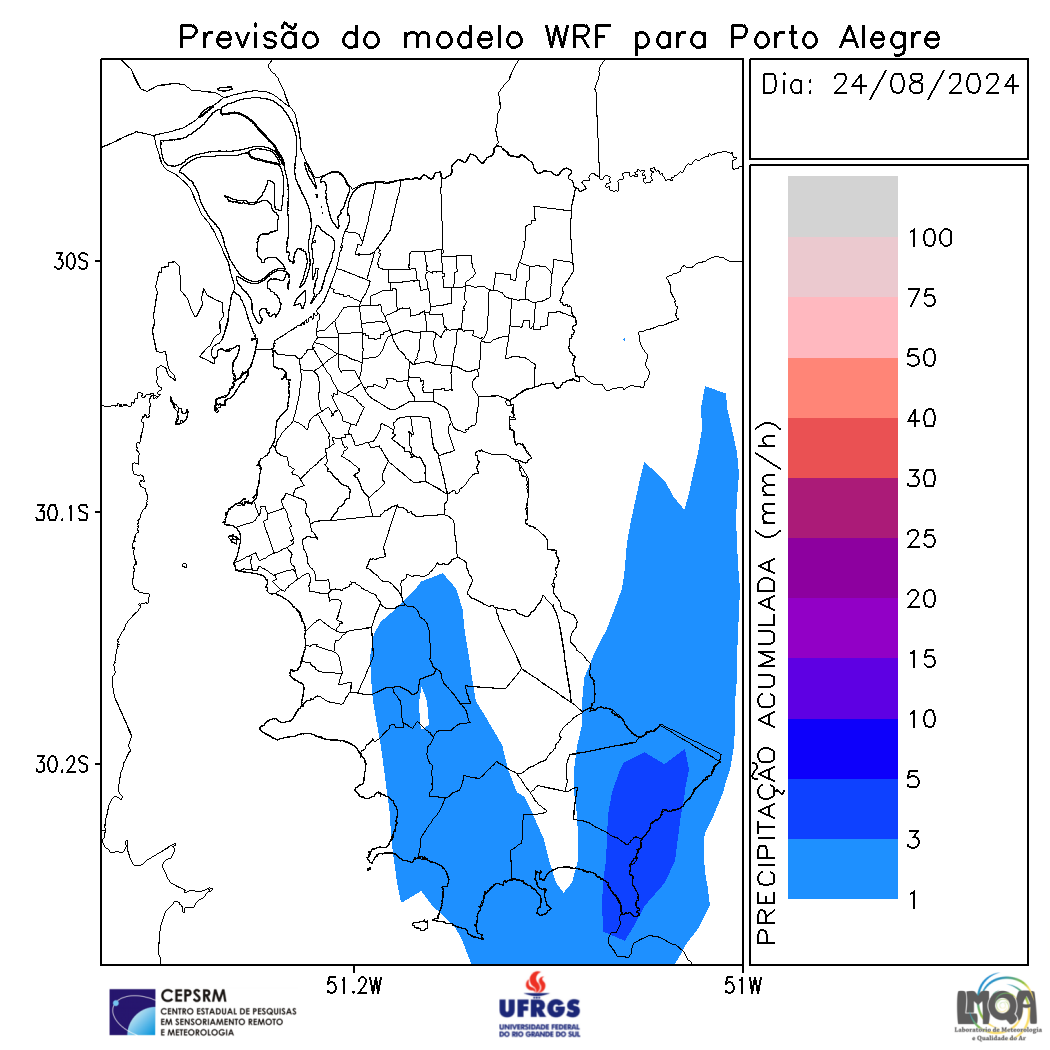 Previsão do modelo WRF para Porto Alegre
Dia: 24/08/2024
30S
30.1S
30.2S
51.2W
51W
PRECIPITAÇÃO ACUMULADA (mm/h)
100
75
50
40
30
25
20
15
10
5
3
1
CEPSRM
CENTRO ESTADUAL DE PESQUISAS
EM SENSORIAMENTO REMOTO
E METEOROLOGIA
UFRGS
UNIVERSIDADE FEDERAL
DO RIO GRANDE DO SUL
LMQA
Laboratório de Meteorologia
e Qualidade do Ar